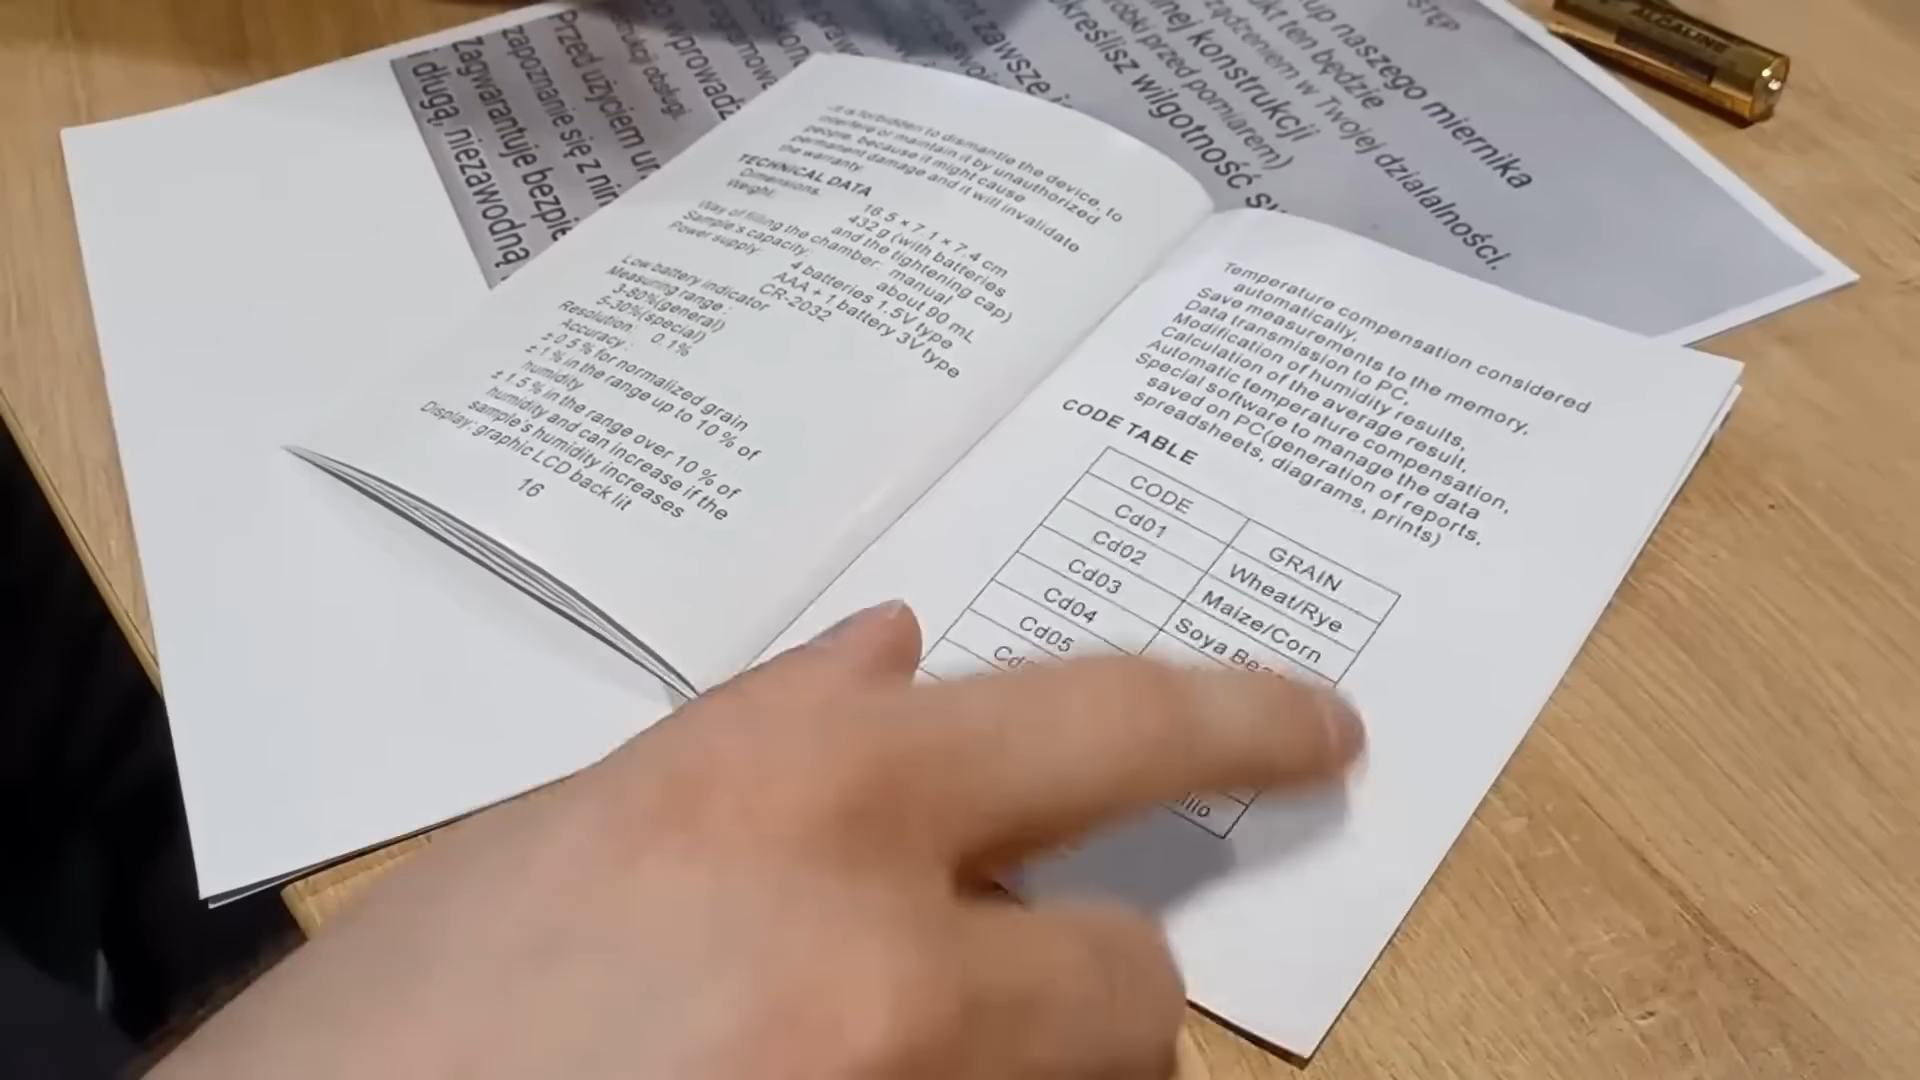 -It is forbidden to dismantle the device, to
interfere or maintain it by unauthorized
people, because it might cause
permanent damage and it will invalidate
the warranty.
TECHNICAL DATA
Dimensions: 16.5 × 7.1 × 7.4 cm
Weight: 432 g (with batteries
and the tightening cap)
Way of filling the chamber: manual
Sample's capacity: about 90 mL
Power supply: 4 batteries 1.5V type
AAA + 1 battery 3V type
CR-2032
Low battery indicator
Measuring range:
3-80%(general)
5-30%(special)
Resolution: 0.1%
Accuracy:
± 0.5 % for normalized grain
± 1 % in the range up to 10 % of
humidity
± 1.5 % in the range over 10 % of
humidity and can increase if the
sample's humidity increases
Display: graphic LCD back lit
16
Temperature compensation considered
automatically.
Save measurements to the memory,
Data transmission to PC,
Modification of humidity results,
Calculation of the average result,
Automatic temperature compensation,
Special software to manage the data
saved on PC(generation of reports,
spreadsheets, diagrams, prints)
CODE TABLE
CODE GRAIN
Cd01 Wheat/Rye
Cd02 Maize/Corn
Cd03 Soya
Cd04
Cd05
up naszego miernika
ukt ten będzie
ządzeniem w Twojej działalności.
nej konstrukcji
próbki przed pomiarem)
określisz wilgotność
zawsze
Przed użyciem
zapoznanie się z
Zagwarantuje
i długą, niezawodną
obsługi.
ALCALINE